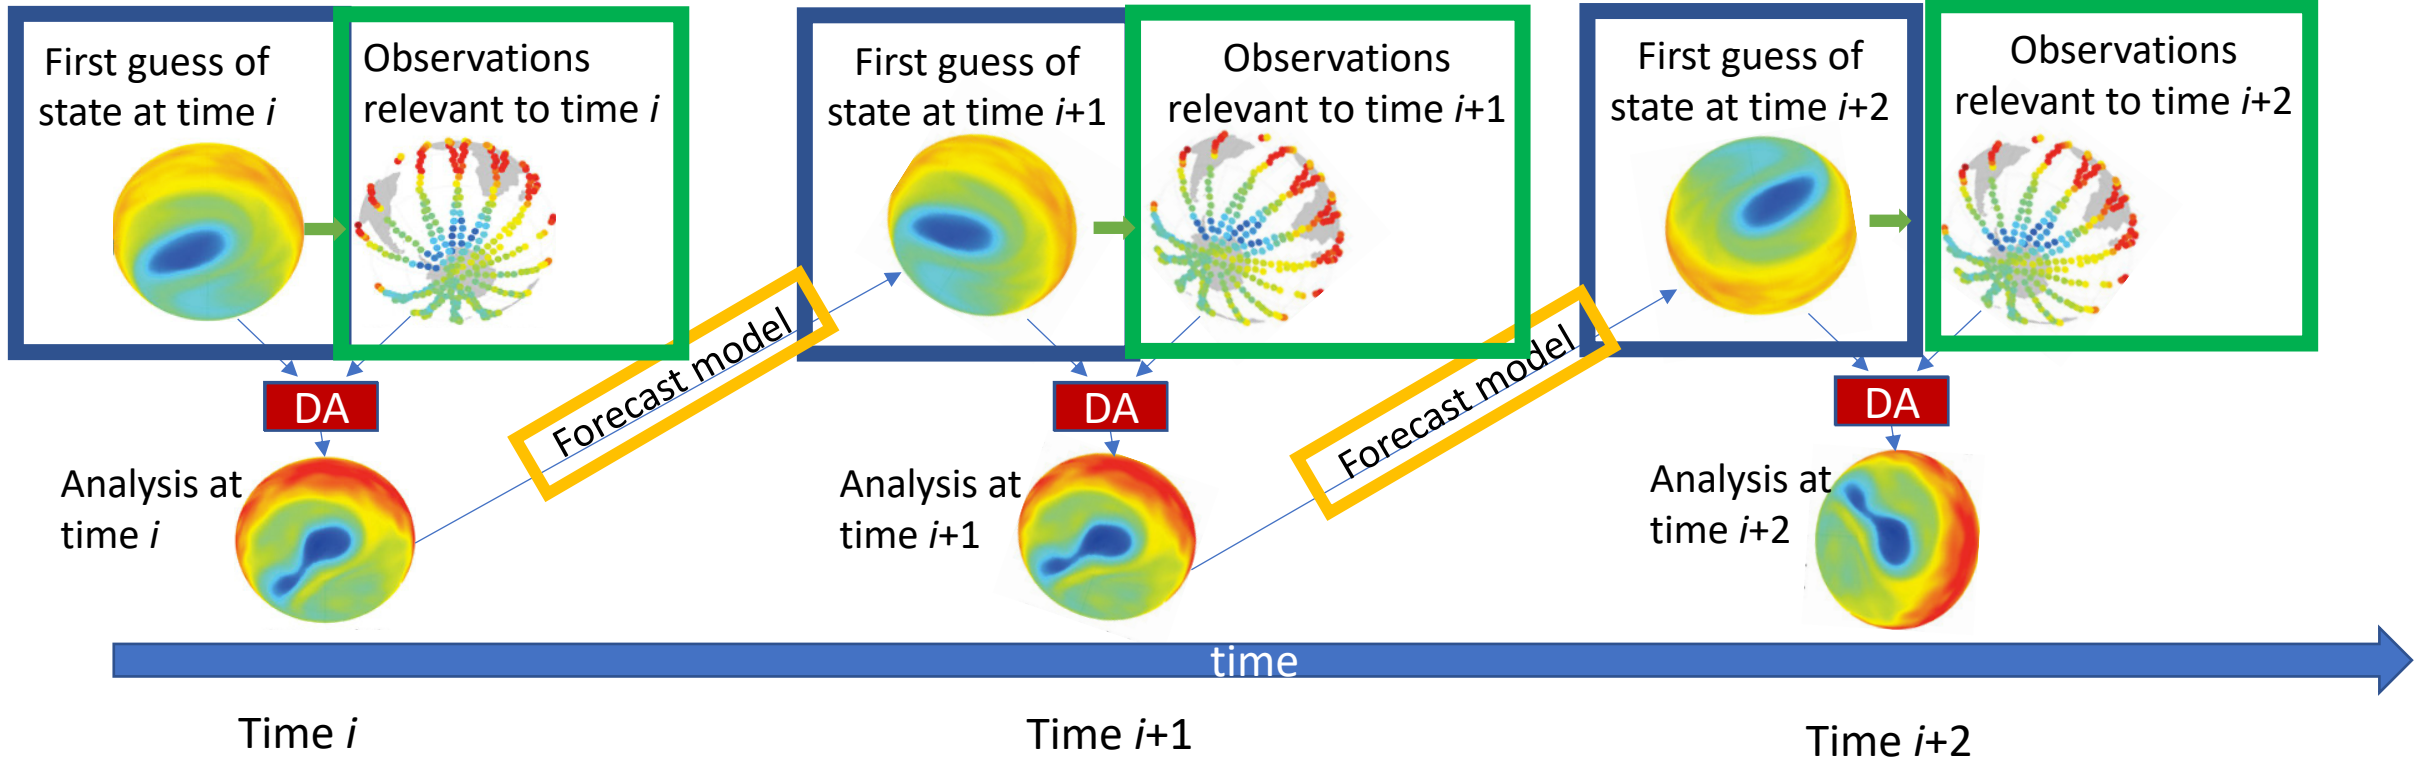 First guess of
state at time i
Observations
relevant to time i
First guess of
state at time i+1
Observations
relevant to time i+1
First guess of
state at time i+2
Observations
relevant to time i+2
DA
Forecast model
DA
Forecast model
DA
Analysis at
time i
Analysis at
time i+1
Analysis at
time i+2
time
Time i
Time i+1
Time i+2